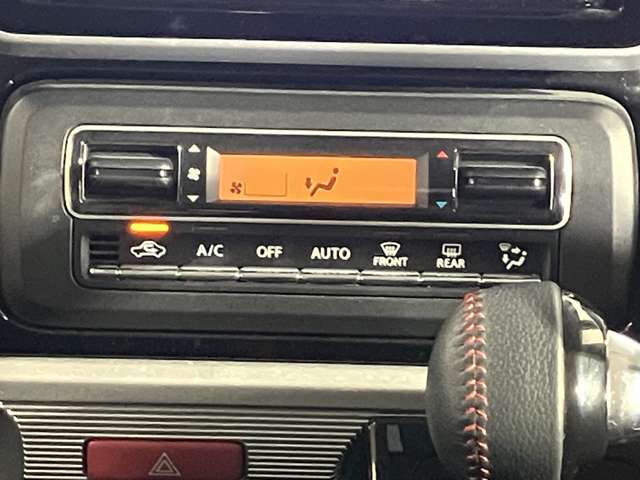 A/C OFF AUTO FRONT REAR